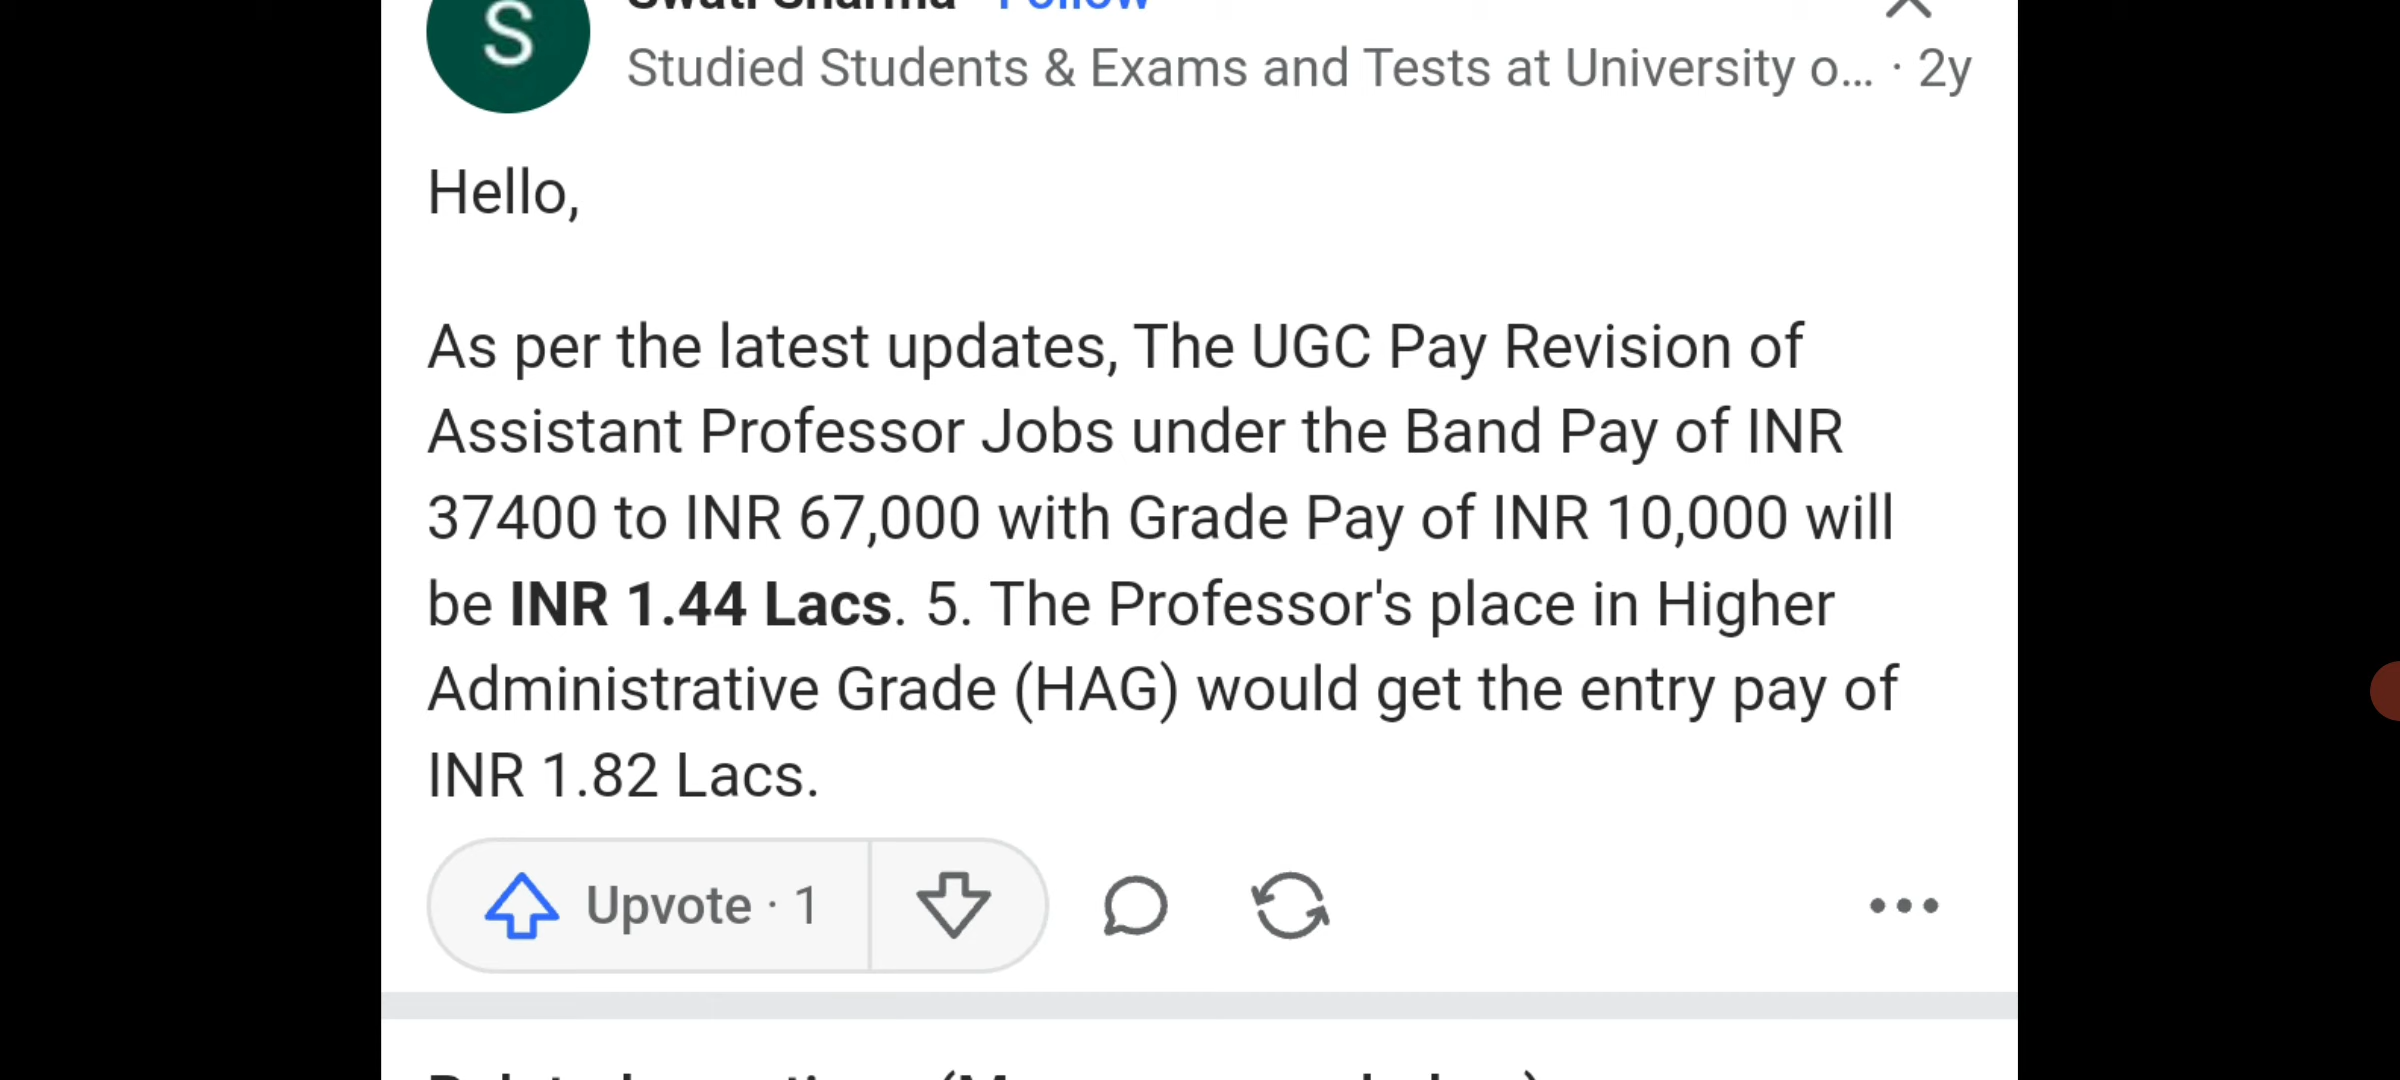 S
Swati Sharma · Follow
Studied Students & Exams and Tests at University o... · 2y
Hello,
As per the latest updates, The UGC Pay Revision of
Assistant Professor Jobs under the Band Pay of INR
37400 to INR 67,000 with Grade Pay of INR 10,000 will
be INR 1.44 Lacs. 5. The Professor's place in Higher
Administrative Grade (HAG) would get the entry pay of
INR 1.82 Lacs.
Upvote · 1